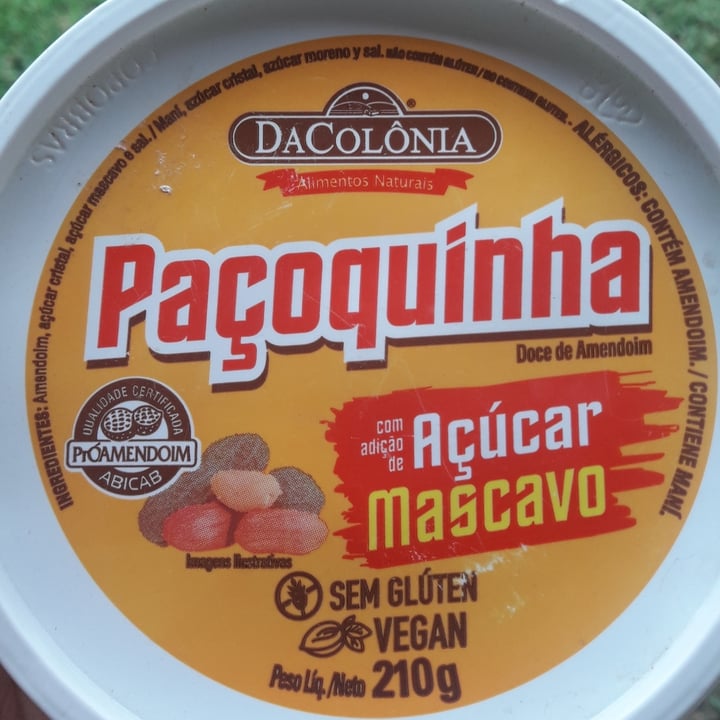 INGREDIENTES: Amendoim, açúcar cristal, açúcar mascavo e sal. / Maní, azúcar cristal, azúcar moreno y sal. NÃO CONTÉM GLÚTEN / NO CONTIENE GLUTEN. - ALÉRGICOS: CONTÉM AMENDOIM. / CONTIENE MANÍ.
DACOLÔNIA
®
Alimentos Naturais
Paçoquinha
Doce de Amendoim
com adição de
Açúcar
Mascavo
QUALIDADE CERTIFICADA
PRÓAMENDOIM
ABICAB
Imagens Ilustrativas
SEM GLÚTEN
VEGAN
Peso Líq. /Neto 210g